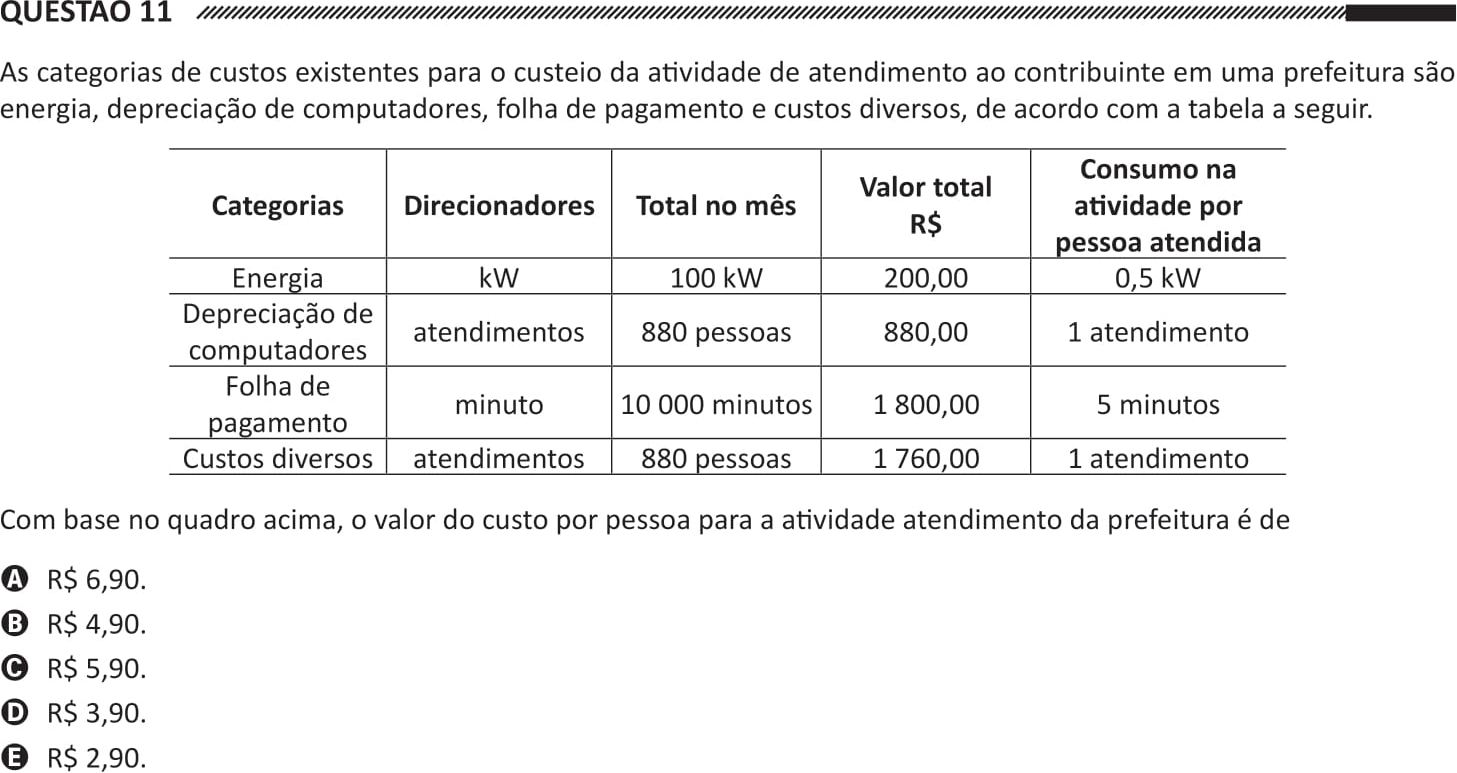 QUESTÃO 11
As categorias de custos existentes para o custeio da atividade de atendimento ao contribuinte em uma prefeitura são
energia, depreciação de computadores, folha de pagamento e custos diversos, de acordo com a tabela a seguir.
Categorias Direcionadores Total no mês Valor total R$ Consumo na atividade por pessoa atendida
Energia kW 100 kW 200,00 0,5 kW
Depreciação de computadores atendimentos 880 pessoas 880,00 1 atendimento
Folha de pagamento minuto 10 000 minutos 1 800,00 5 minutos
Custos diversos atendimentos 880 pessoas 1 760,00 1 atendimento
Com base no quadro acima, o valor do custo por pessoa para a atividade atendimento da prefeitura é de
A R$ 6,90.
B R$ 4,90.
C R$ 5,90.
D R$ 3,90.
E R$ 2,90.